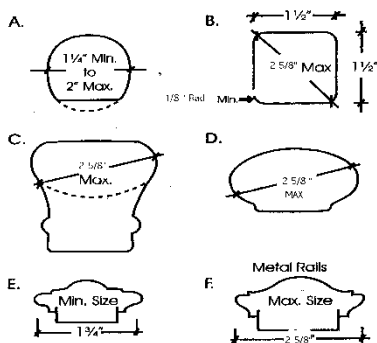 A.
1¼" Min.
to
2" Max.
B.
1½"
2 5/8" Max
1½"
1/8" Rad Min.
C.
2 5/8"
Max.
D.
2 5/8"
MAX
E.
Min. Size
1¾"
Metal Rails
F.
Max. Size
2 5/8"